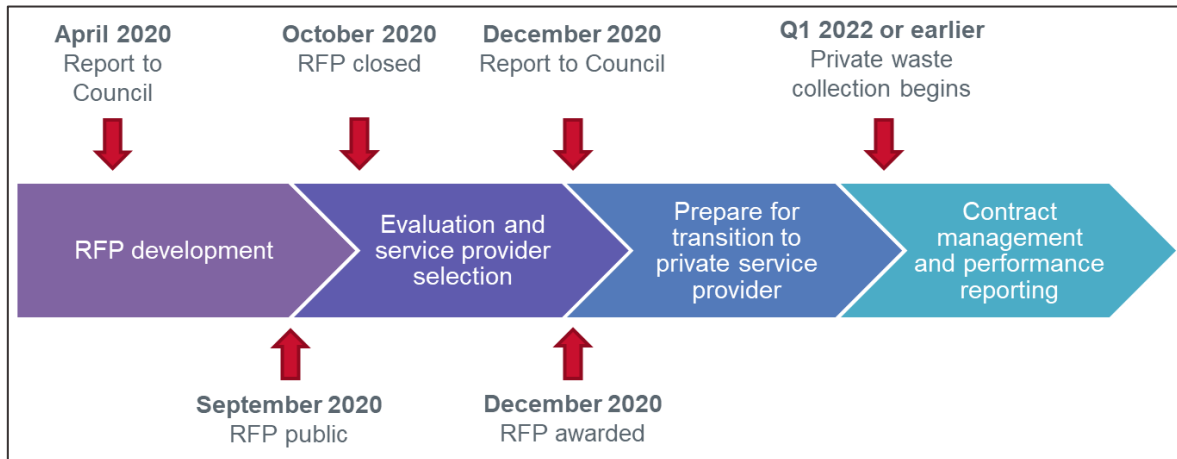 April 2020
Report to
Council
October 2020
RFP closed
December 2020
Report to Council
Q1 2022 or earlier
Private waste
collection begins
RFP development
Evaluation and
service provider
selection
Prepare for
transition to
private service
provider
Contract
management
and performance
reporting
September 2020
RFP public
December 2020
RFP awarded